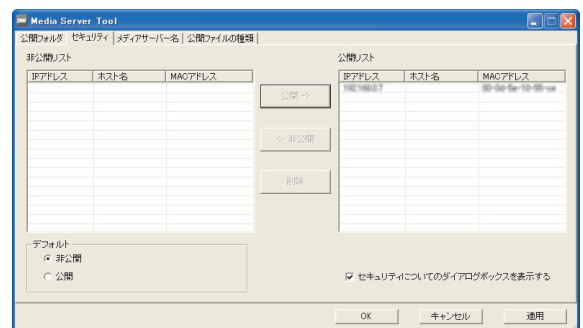 Media Server Tool
公開フォルダ セキュリティ メディアサーバー名 公開ファイルの種類
非公開リスト 公開リスト
IPアドレス ホスト名 MACアドレス IPアドレス ホスト名 MACアドレス
公開->
<- 非公開
削除
デフォルト
非公開
公開
セキュリティについてのダイアログボックスを表示する
OK キャンセル 適用